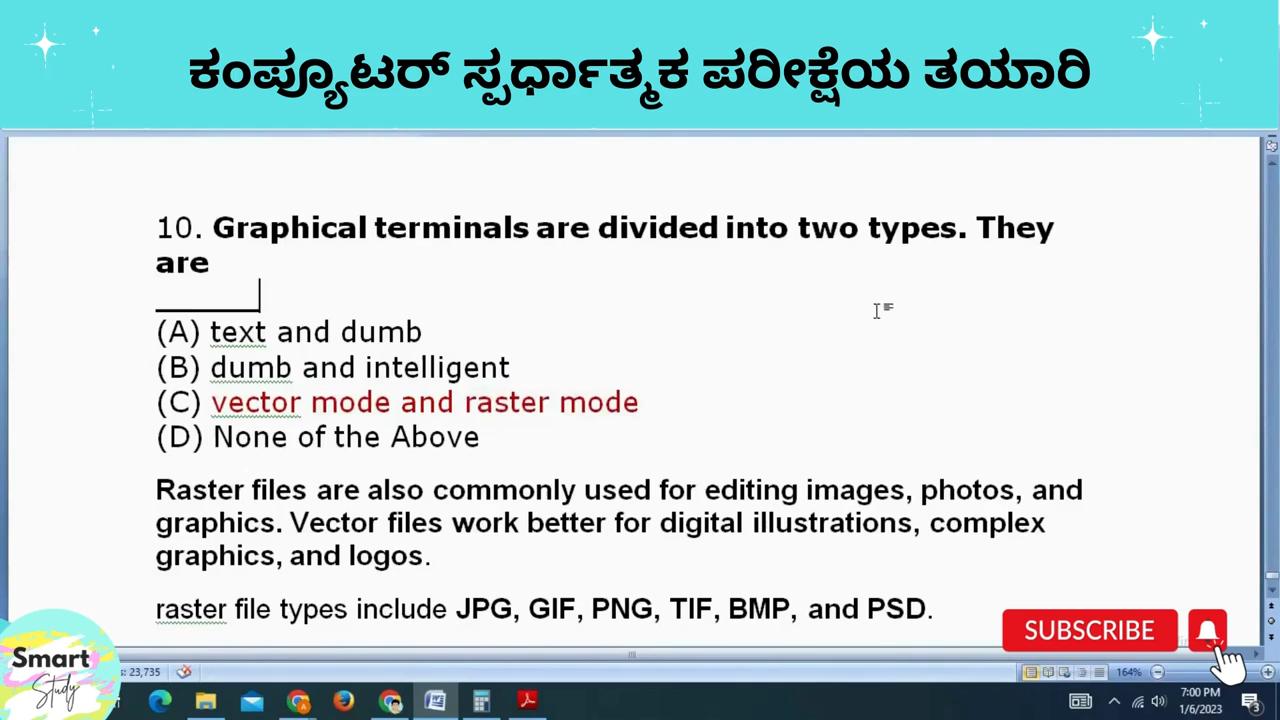 ಕಂಪ್ಯೂಟರ್ ಸ್ಪರ್ಧಾತ್ಮಕ ಪರೀಕ್ಷೆಯ ತಯಾರಿ
10. Graphical terminals are divided into two types. They
are
(A) text and dumb
(B) dumb and intelligent
(C) vector mode and raster mode
(D) None of the Above
Raster files are also commonly used for editing images, photos, and
graphics. Vector files work better for digital illustrations, complex
graphics, and logos.
raster file types include JPG, GIF, PNG, TIF, BMP, and PSD.
SUBSCRIBE
Smart
Study
: 23,735
164%
7:00 PM
1/6/2023
3